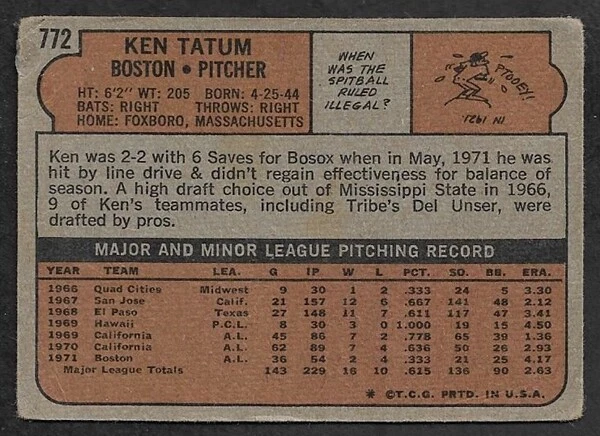 772
KEN TATUM
BOSTON • PITCHER
HT: 6'2" WT: 205 BORN: 4-25-44
BATS: RIGHT THROWS: RIGHT
HOME: FOXBORO, MASSACHUSETTS
WHEN
WAS THE
SPITBALL
RULED
ILLEGAL?
PTOOEY!
IN 1921.
Ken was 2-2 with 6 Saves for Bosox when in May, 1971 he was
hit by line drive & didn't regain effectiveness for balance of
season. A high draft choice out of Mississippi State in 1966,
9 of Ken's teammates, including Tribe's Del Unser, were
drafted by pros.
MAJOR AND MINOR LEAGUE PITCHING RECORD
YEAR TEAM LEA. G IP W L PCT. SO. BB. ERA.
1966 Quad Cities Midwest 9 30 1 2 .333 24 5 3.30
1967 San Jose Calif. 21 157 12 6 .667 141 48 2.12
1968 El Paso Texas 27 148 11 7 .611 117 47 3.41
1969 Hawaii P.C.L. 8 30 3 0 1.000 19 15 4.50
1969 California A.L. 45 86 7 2 .778 65 39 1.36
1970 California A.L. 62 89 7 4 .636 50 26 2.93
1971 Boston A.L. 36 54 2 4 .333 21 25 4.17
Major League Totals 143 229 16 10 .615 136 90 2.63
* © T.C.G. PRTD. IN U.S.A.